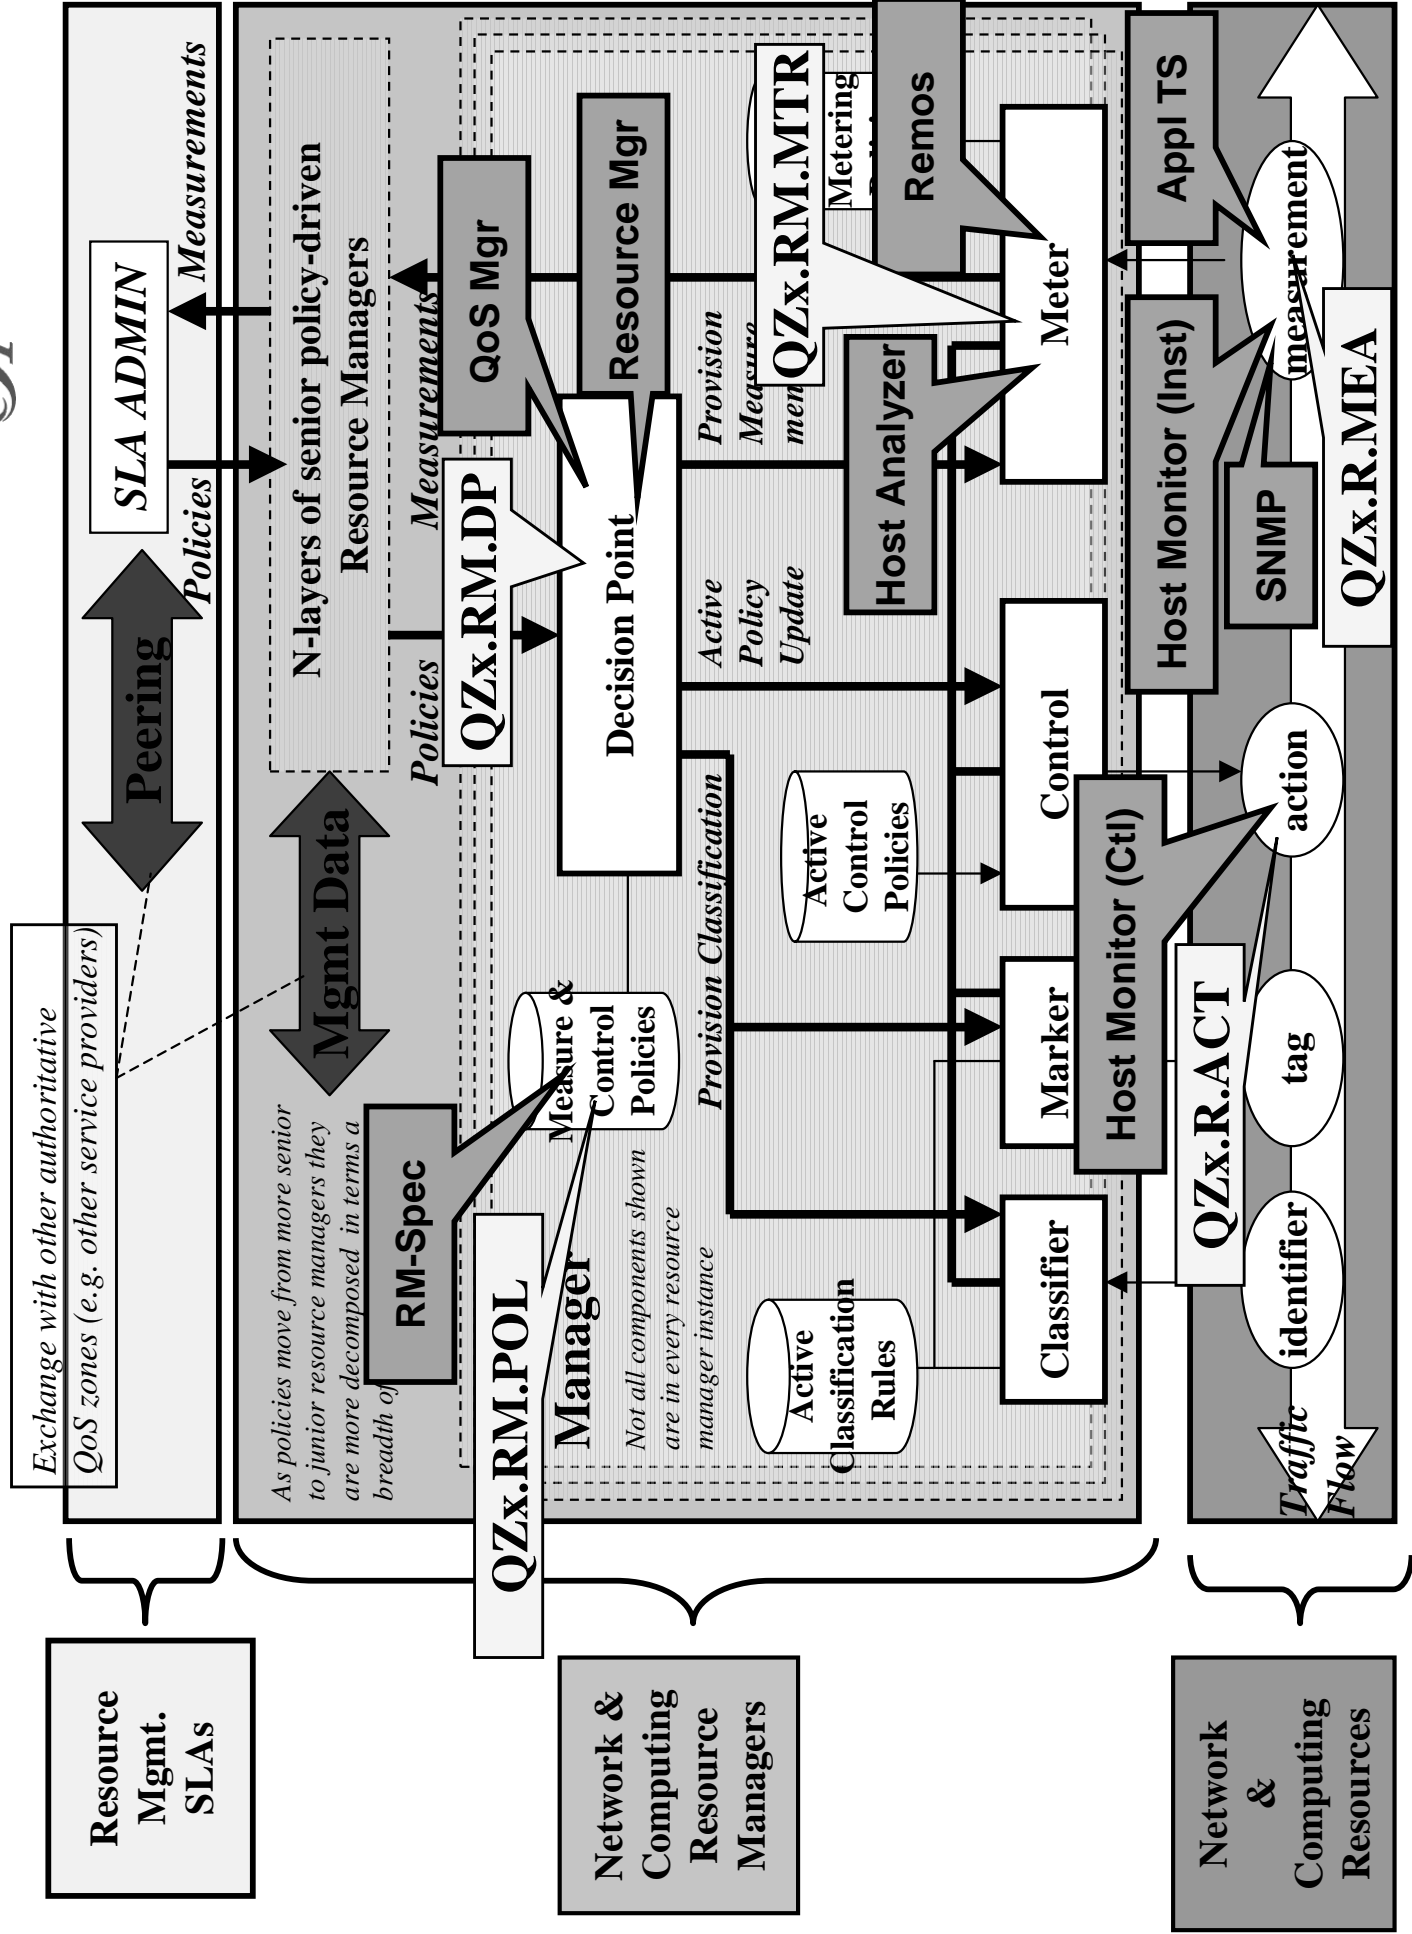 Exchange with other authoritative
QoS zones (e.g. other service providers)
Peering
SLA ADMIN
Policies
Measurements
Resource
Mgmt.
SLAs
As policies move from more senior
to junior resource managers they
are more decomposed in terms a
breadth of
Mgmt Data
N-layers of senior policy-driven
Resource Managers
Policies
Measurements
RM-Spec
QZx.RM.DP
QoS Mgr
Resource Mgr
QZx.RM.POL
Manager
Not all components shown
are in every resource
manager instance
Measure &
Control
Policies
Decision Point
Provision Classification
Active
Policy
Update
Provision
Measure
men
Network &
Computing
Resource
Managers
Active
Classification
Rules
Active
Control
Policies
QZx.RM.MTR
Metering
Remos
Host Analyzer
Classifier
Marker
Control
Meter
Host Monitor (Ctl)
Host Monitor (Inst)
Appl TS
QZx.R.ACT
SNMP
Traffic
Flow
identifier
tag
action
measurement
QZx.R.MEA
Network
&
Computing
Resources